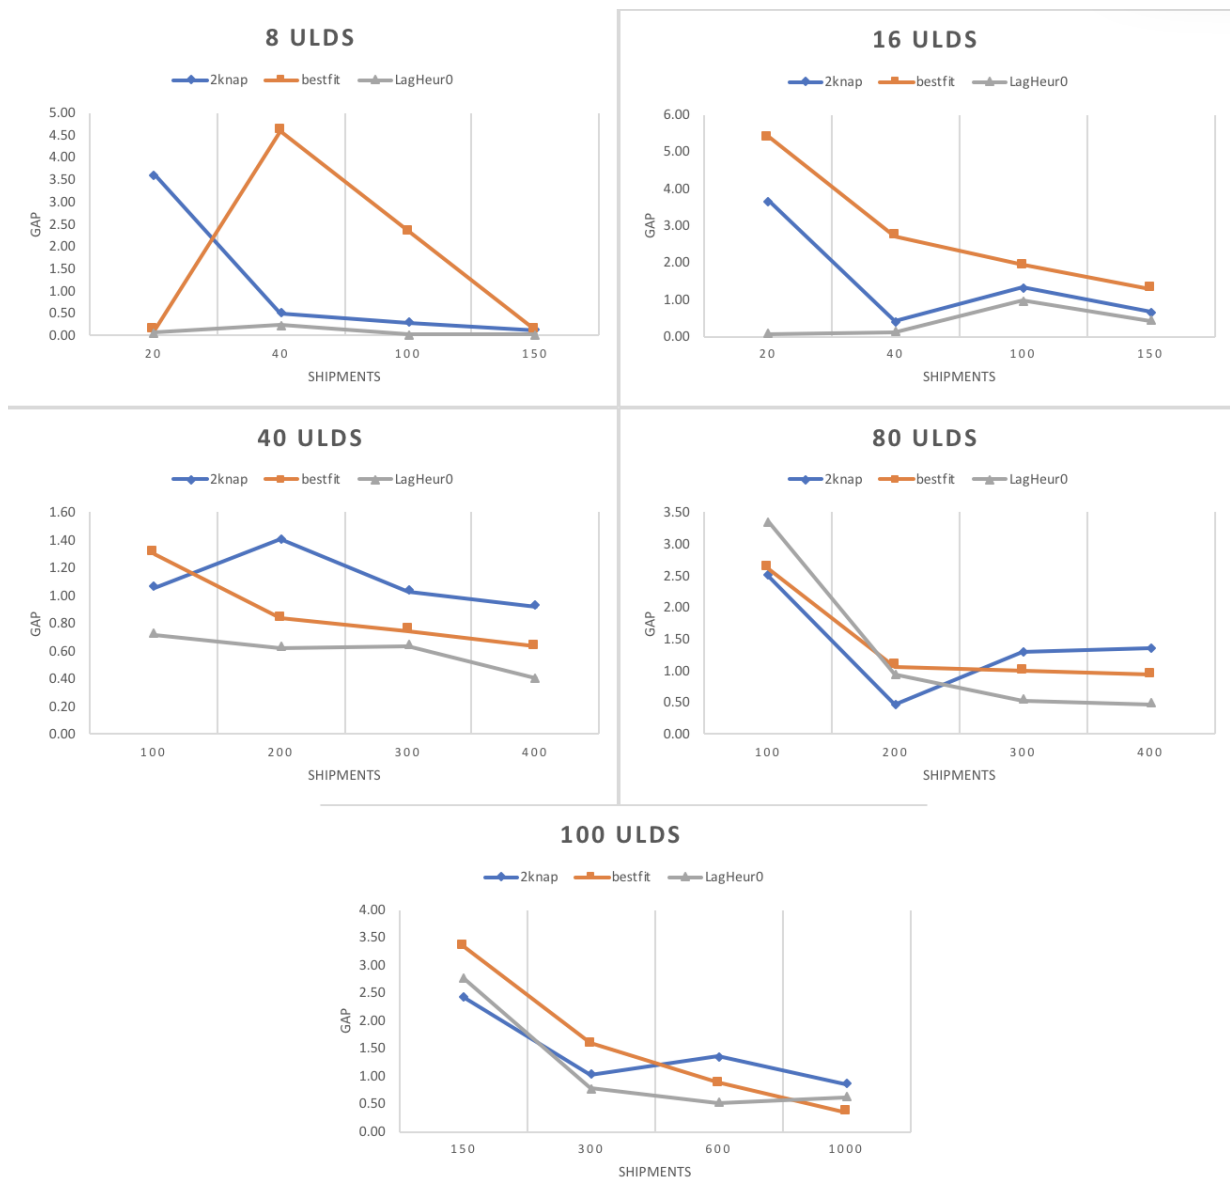 8 ULDS
2knap bestfit LagHeur0
5.00
4.50
4.00
3.50
3.00
2.50
2.00
1.50
1.00
0.50
0.00
GAP
20 40 100 150
SHIPMENTS
16 ULDS
2knap bestfit LagHeur0
6.00
5.00
4.00
3.00
2.00
1.00
0.00
GAP
20 40 100 150
SHIPMENTS
40 ULDS
2knap bestfit LagHeur0
1.60
1.40
1.20
1.00
0.80
0.60
0.40
0.20
0.00
GAP
100 200 300 400
SHIPMENTS
80 ULDS
2knap bestfit LagHeur0
3.50
3.00
2.50
2.00
1.50
1.00
0.50
0.00
GAP
100 200 300 400
SHIPMENTS
100 ULDS
2knap bestfit LagHeur0
4.00
3.50
3.00
2.50
2.00
1.50
1.00
0.50
0.00
GAP
150 300 600 1000
SHIPMENTS